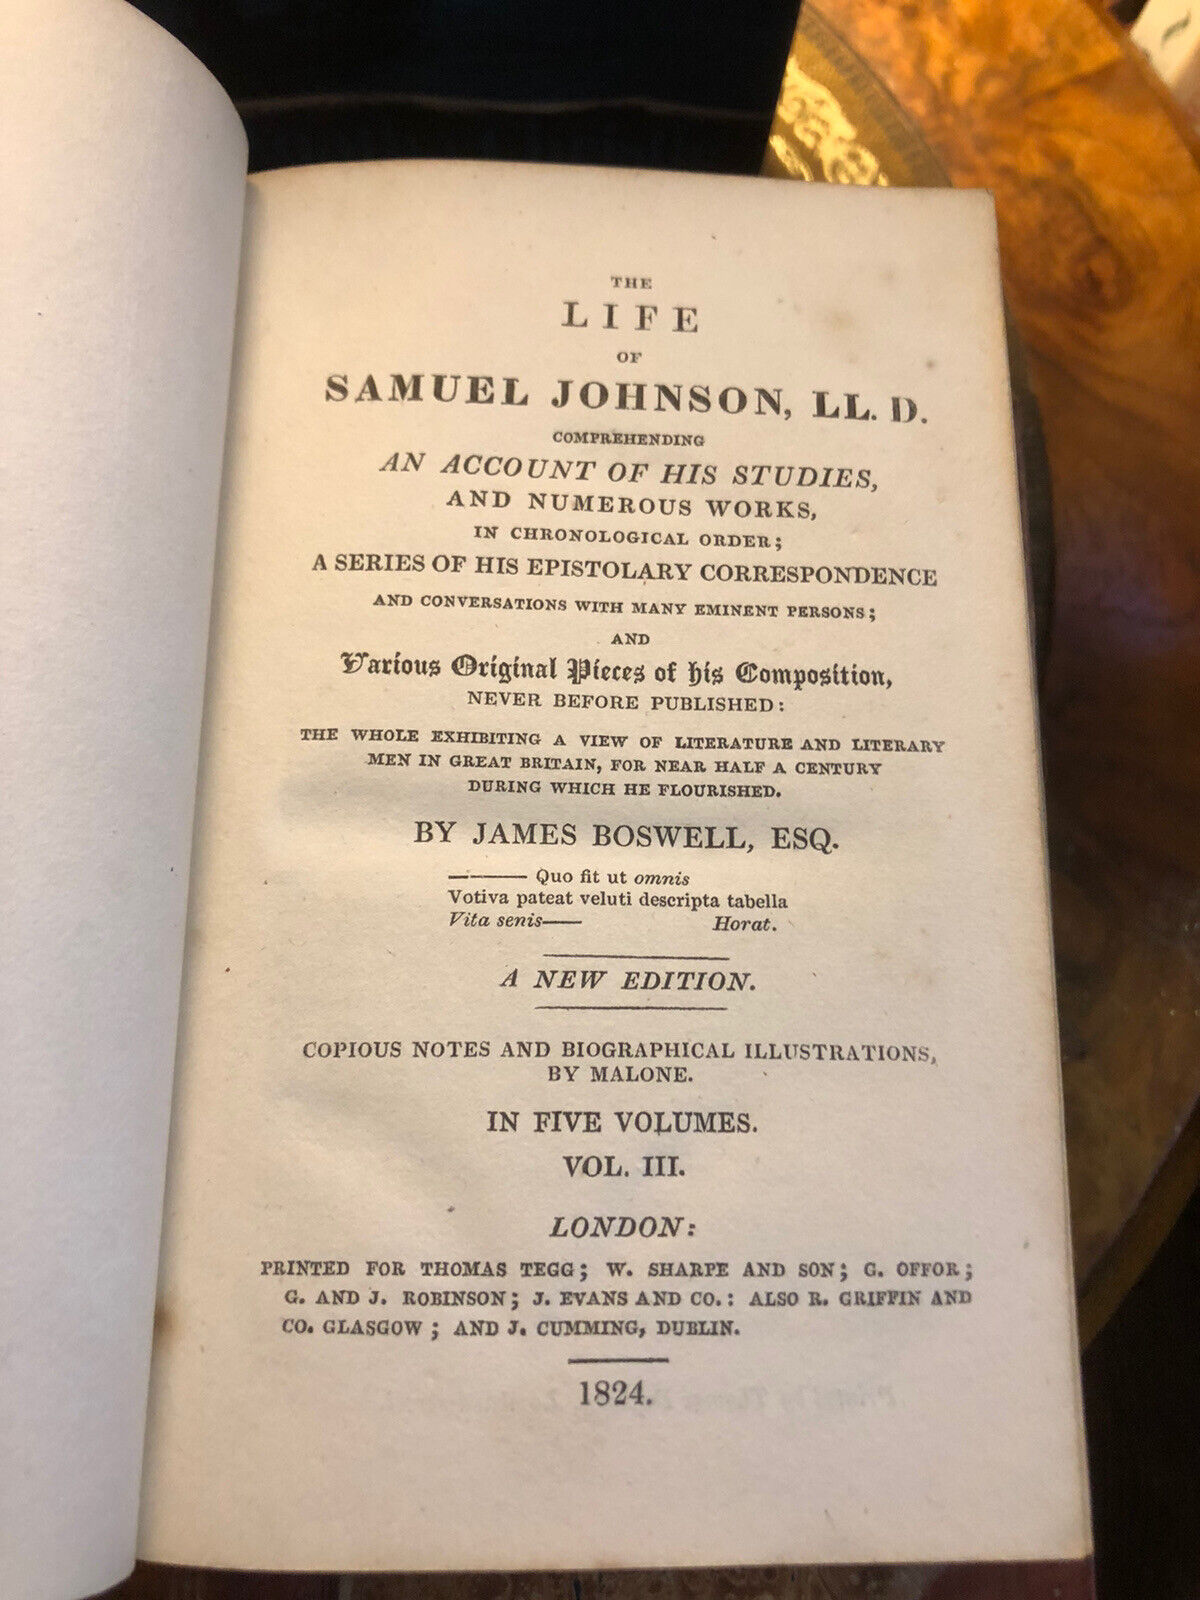 THE
LIFE
OF
SAMUEL JOHNSON, LL. D.
COMPREHENDING
AN ACCOUNT OF HIS STUDIES,
AND NUMEROUS WORKS,
IN CHRONOLOGICAL ORDER;
A SERIES OF HIS EPISTOLARY CORRESPONDENCE
AND CONVERSATIONS WITH MANY EMINENT PERSONS;
AND
Various Original Pieces of his Composition,
NEVER BEFORE PUBLISHED:
THE WHOLE EXHIBITING A VIEW OF LITERATURE AND LITERARY
MEN IN GREAT BRITAIN, FOR NEAR HALF A CENTURY
DURING WHICH HE FLOURISHED.
BY JAMES BOSWELL, ESQ.
——— Quo fit ut omnis
Votiva pateat veluti descripta tabella
Vita senis—— Horat.
A NEW EDITION.
COPIOUS NOTES AND BIOGRAPHICAL ILLUSTRATIONS,
BY MALONE.
IN FIVE VOLUMES.
VOL. III.
LONDON:
PRINTED FOR THOMAS TEGG; W. SHARPE AND SON; G. OFFOR;
G. AND J. ROBINSON; J. EVANS AND CO.: ALSO R. GRIFFIN AND
CO. GLASGOW; AND J. CUMMING, DUBLIN.
1824.